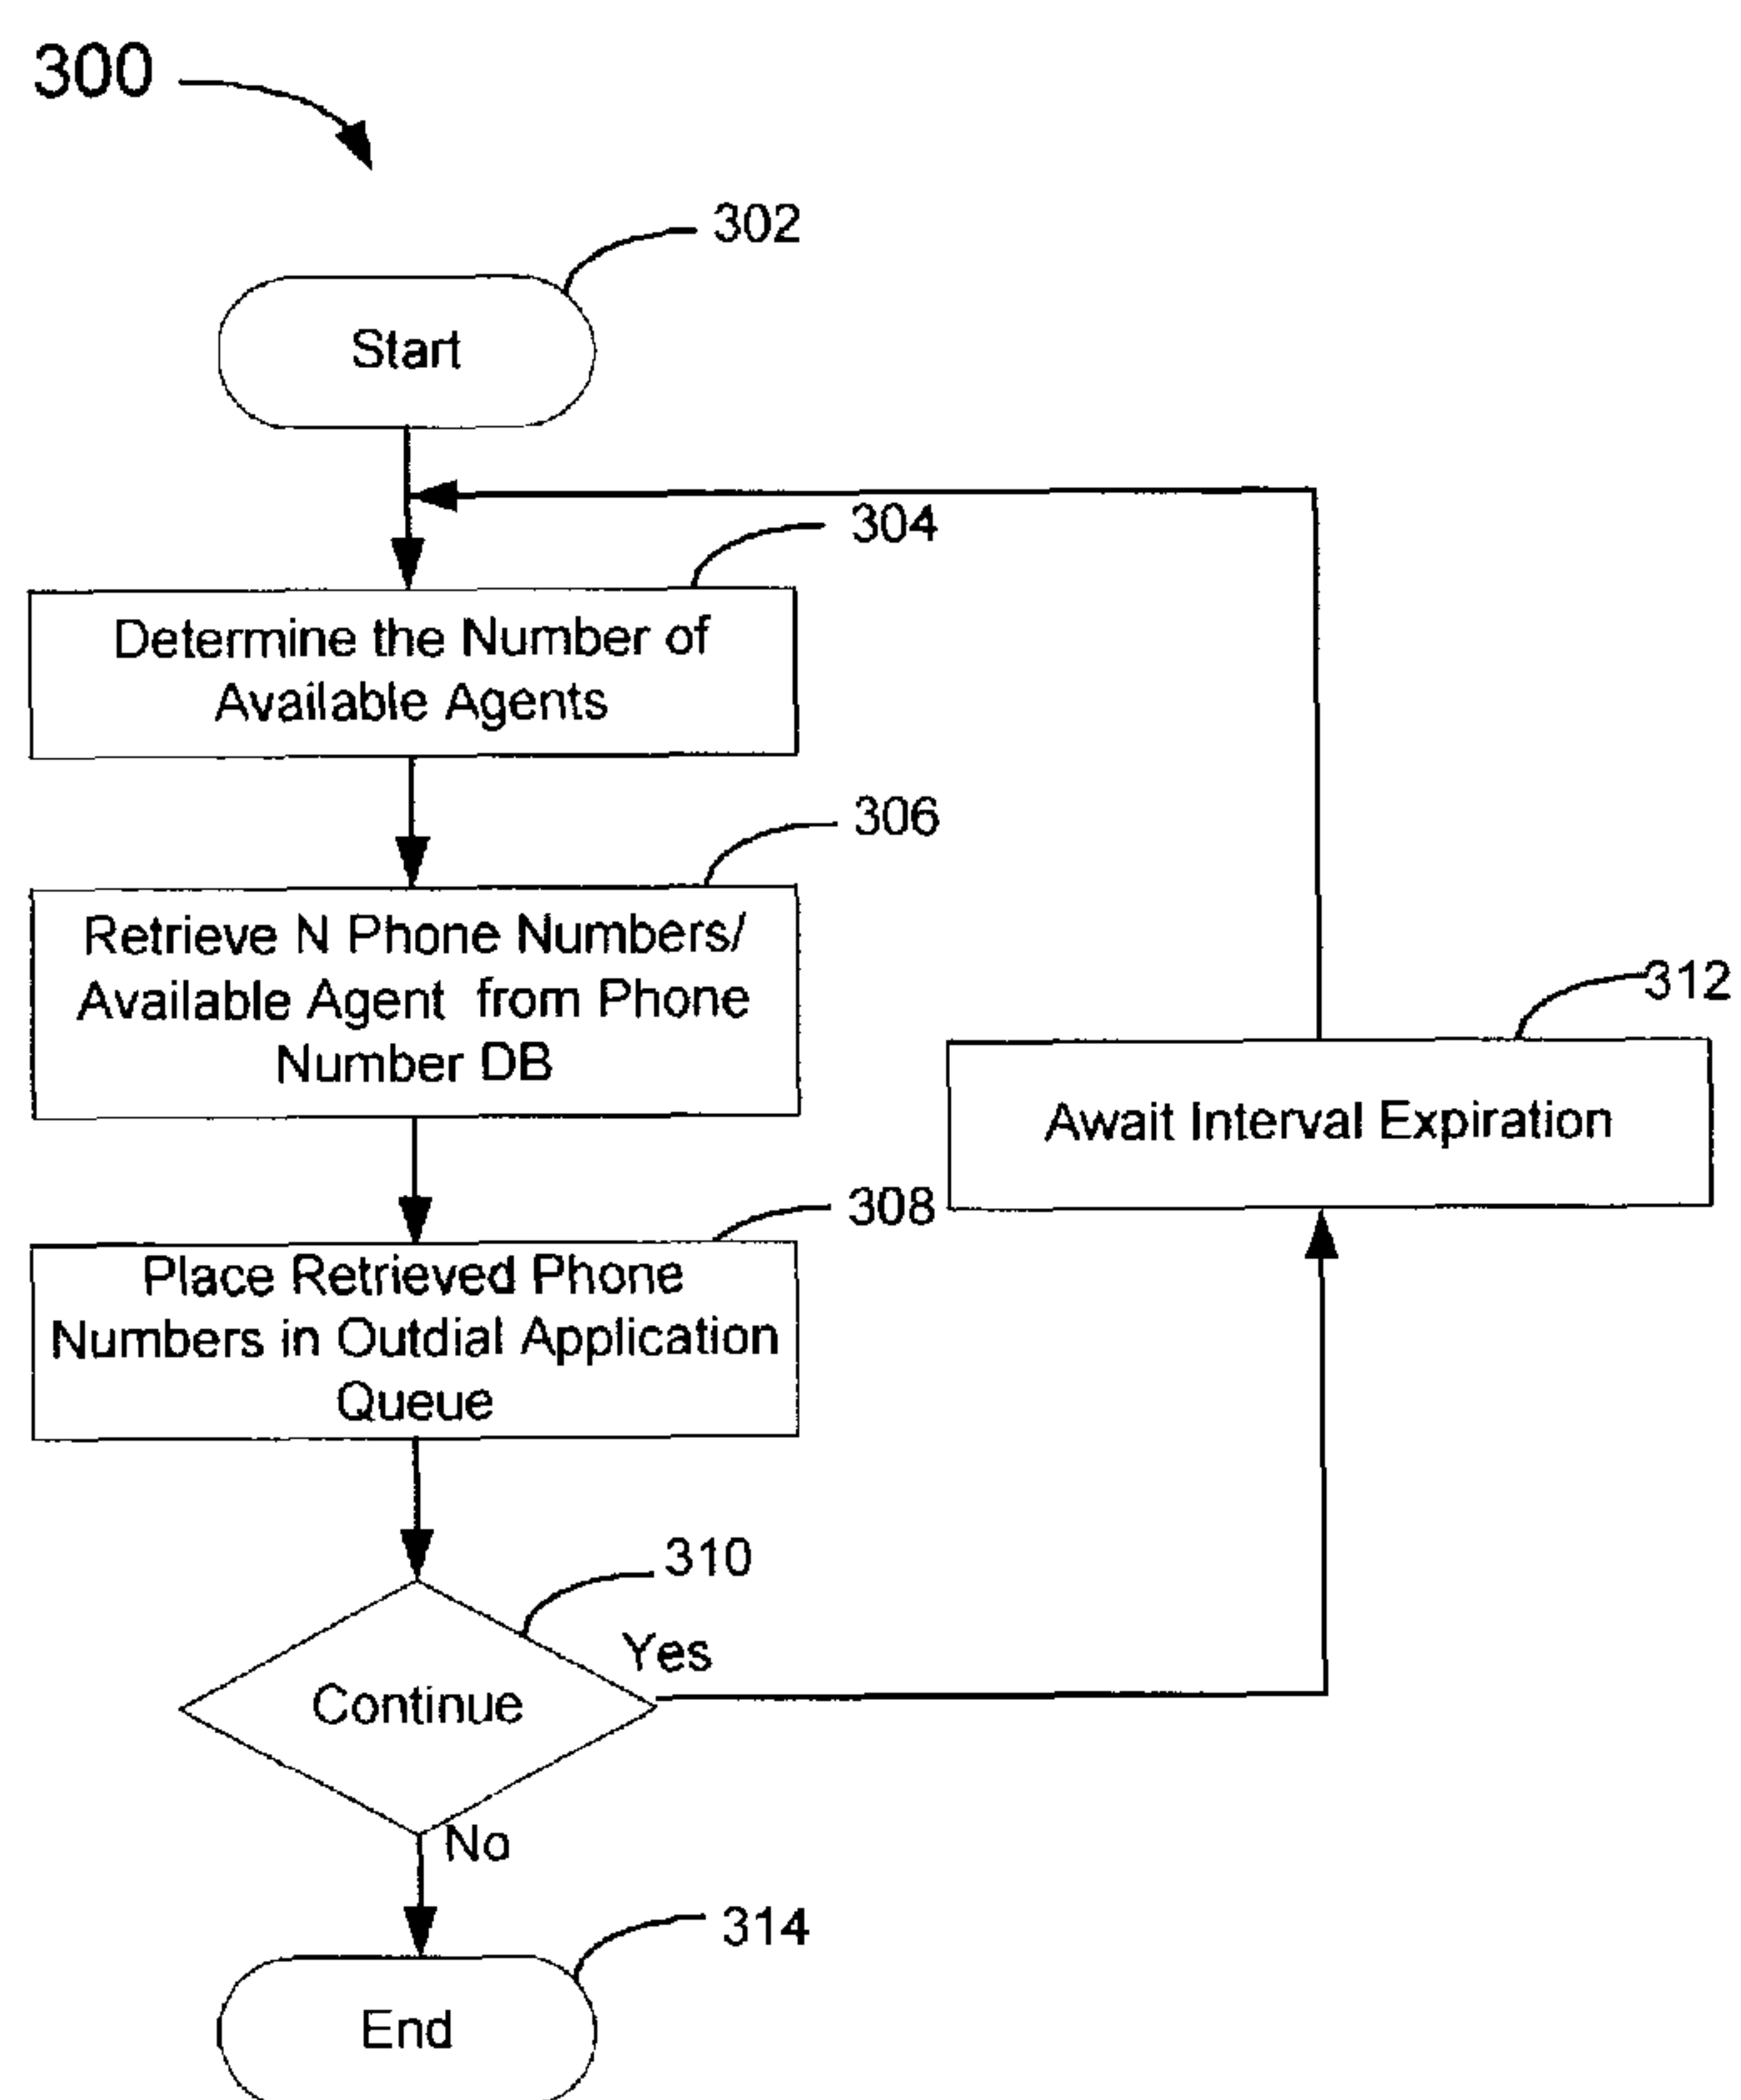 300
302
Start
304
Determine the Number of
Available Agents
306
Retrieve N Phone Numbers/
Available Agent from Phone
Number DB
312
Await Interval Expiration
308
Place Retrieved Phone
Numbers in Outdial Application
Queue
310
Yes
Continue
No
314
End